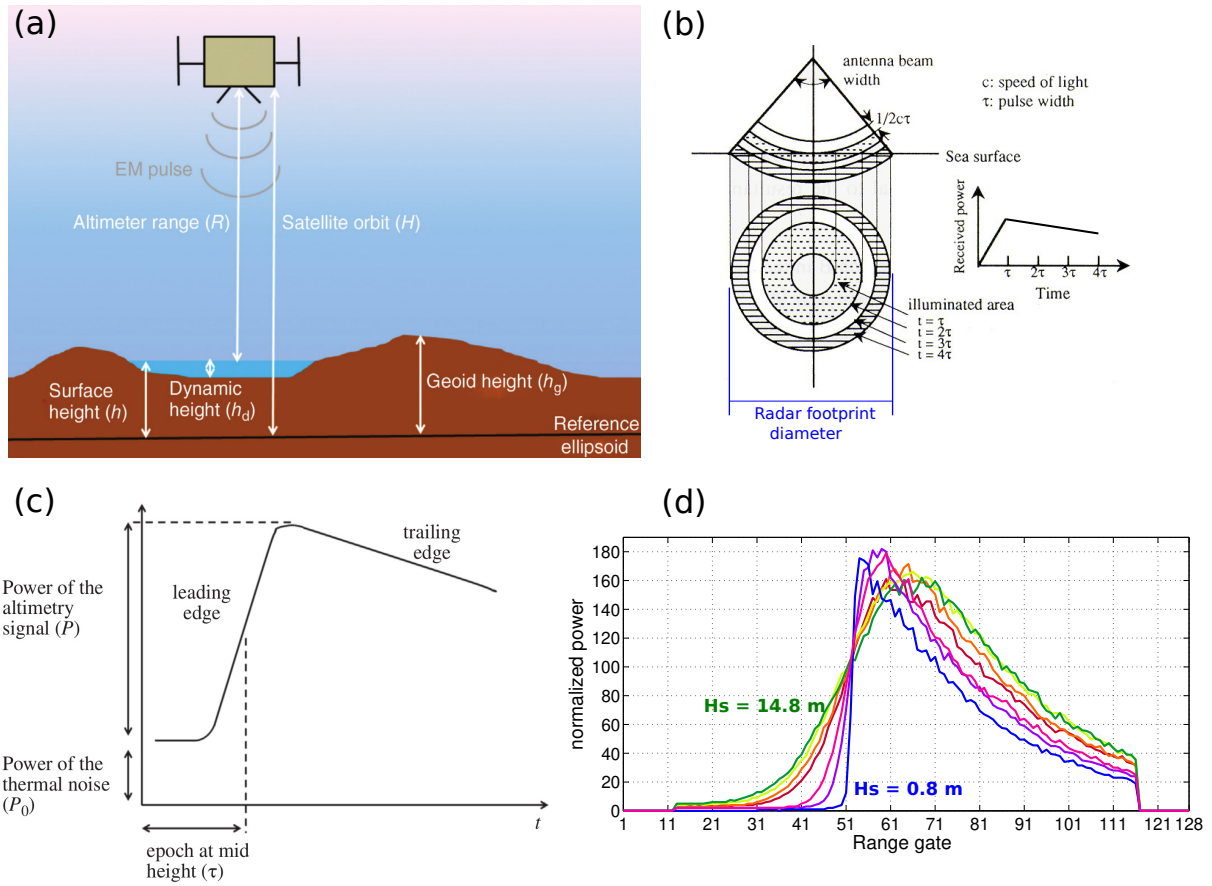 (a)
EM pulse
Altimeter range (R)
Satellite orbit (H)
Surface
height (h)
Dynamic
height (hd)
Geoid height (hg)
Reference
ellipsoid
(b)
antenna beam
width
c: speed of light
τ: pulse width
1/2cτ
Sea surface
Received power
τ 2τ 3τ 4τ
Time
illuminated area
t = τ
t = 2τ
t = 3τ
t = 4τ
Radar footprint
diameter
(c)
Power of the
altimetry
signal (P)
leading
edge
trailing
edge
Power of the
thermal noise
(P0)
t
epoch at mid
height (τ)
(d)
normalized power
180
160
140
120
100
80
60
40
20
0
Hs = 14.8 m
Hs = 0.8 m
1 11 21 31 41 51 61 71 81 91 101 111 121 128
Range gate